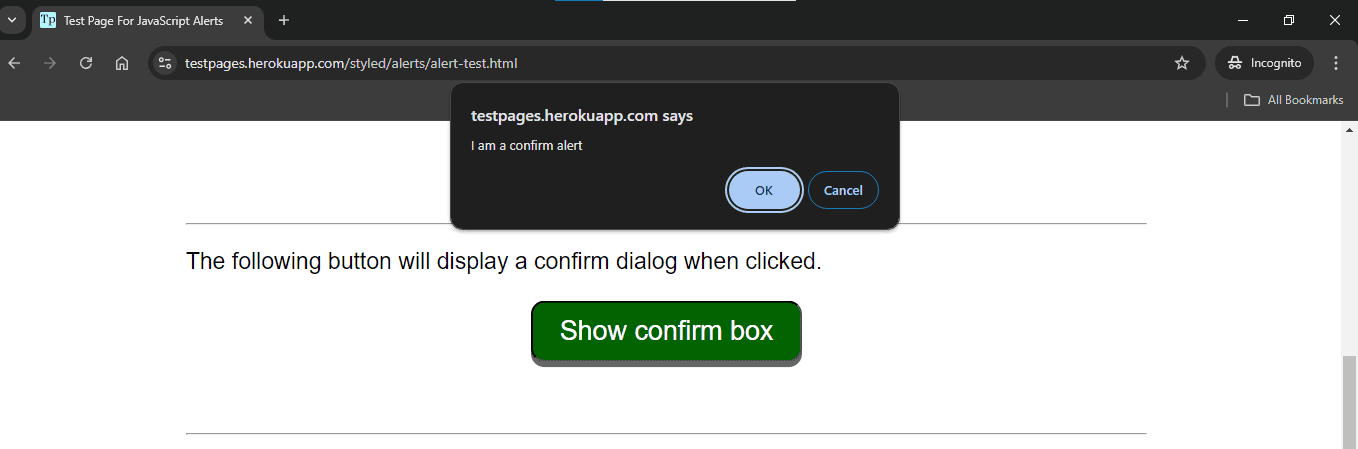 Tp Test Page For JavaScript Alerts
testpages.herokuapp.com/styled/alerts/alert-test.html
Incognito
All Bookmarks
testpages.herokuapp.com says
I am a confirm alert
OK Cancel
The following button will display a confirm dialog when clicked.
Show confirm box